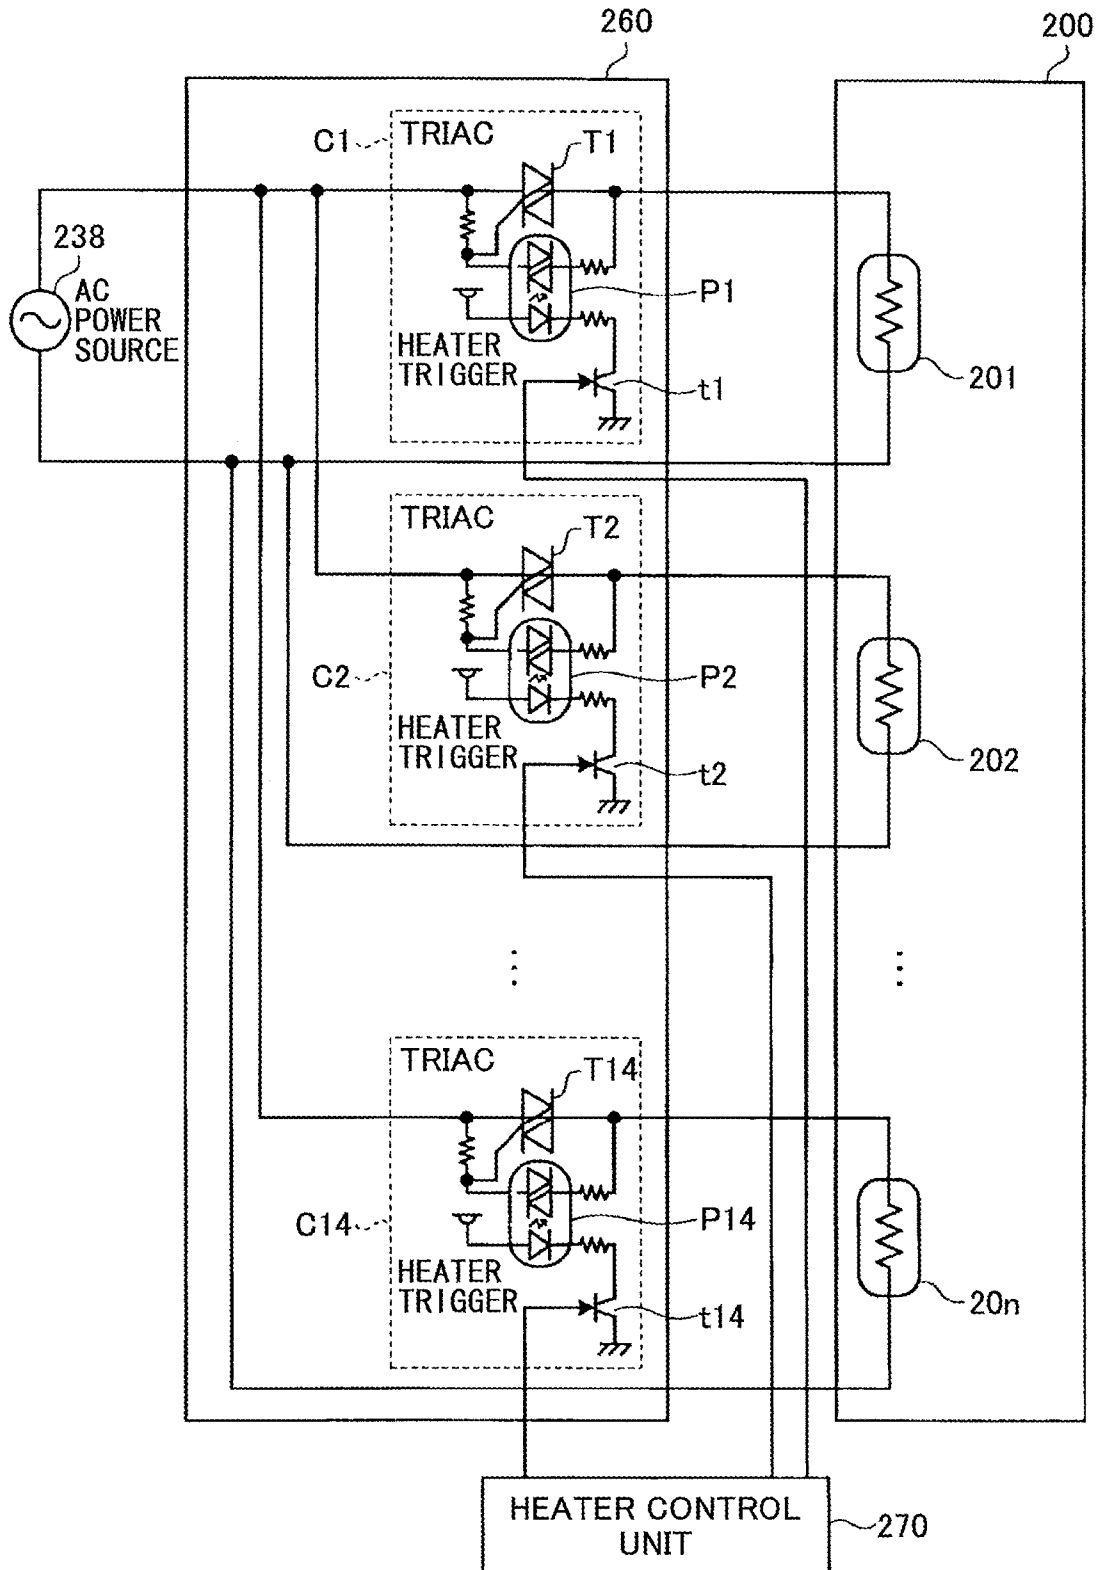 260
200
C1
TRIAC
T1
238
AC
POWER
SOURCE
P1
HEATER
TRIGGER
t1
201
TRIAC
T2
C2
P2
HEATER
TRIGGER
t2
202
...
...
TRIAC
T14
C14
P14
HEATER
TRIGGER
t14
20n
HEATER CONTROL
UNIT
270